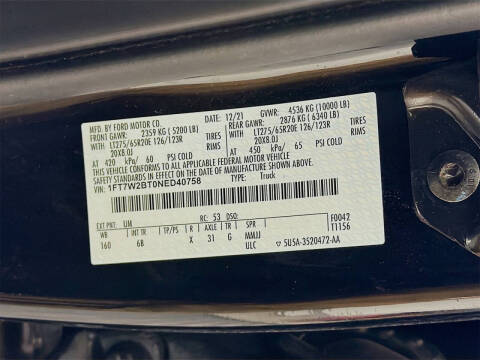 MFD. BY FORD MOTOR CO. 12/21 GVWR: 4536 KG (10000 LB)
FRONT GAWR: 2359 KG ( 5200 LB) REAR GAWR: 2876 KG ( 6340 LB)
WITH LT275/65R20E 126/123R TIRES WITH LT275/65R20E 126/123R TIRES
20X8.0J RIMS 20X8.0J RIMS
AT 420 kPa/ 60 PSI COLD AT 450 kPa/ 65 PSI COLD
THIS VEHICLE CONFORMS TO ALL APPLICABLE FEDERAL MOTOR VEHICLE SAFETY STANDARDS IN
EFFECT ON THE DATE OF MANUFACTURE SHOWN ABOVE.
VIN: 1FT7W2BT0NED40758 TYPE: Truck
EXT PNT: UM RC: 53 DSO: F0042
WB INT TR R AXLE TR SPR T1156
160 6B X 31 G MMJJ
ULC 5U5A-3520472-AA